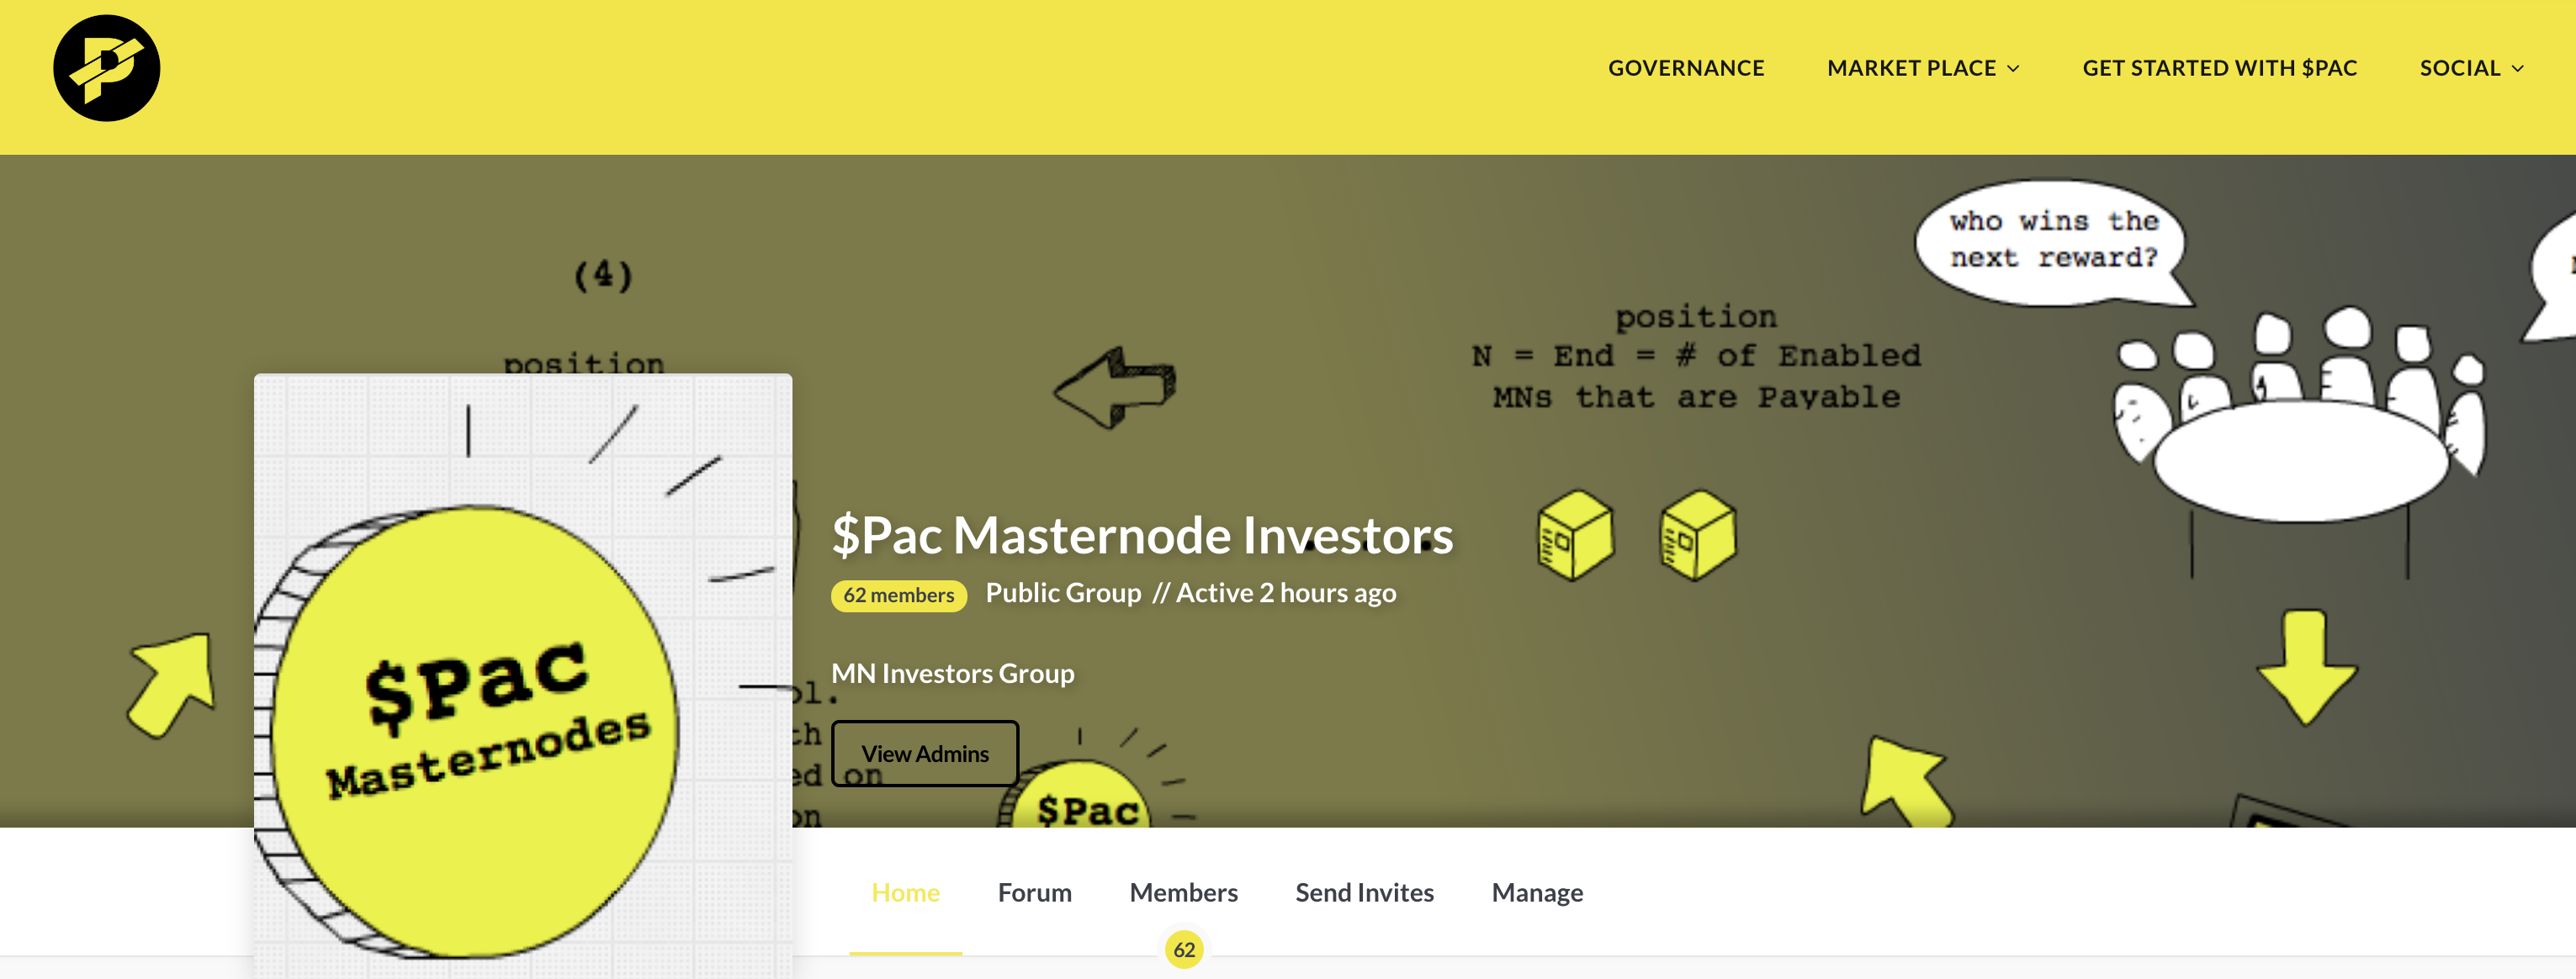 GOVERNANCE
MARKET PLACE
GET STARTED WITH $PAC
SOCIAL
who wins the
next reward?
(4)
position
position
N = End = # of Enabled
MNs that are Payable
$Pac
Masternodes
$Pac Masternode Investors
62 members
Public Group // Active 2 hours ago
MN Investors Group
View Admins
on
$Pac
Home
Forum
Members
Send Invites
Manage
62